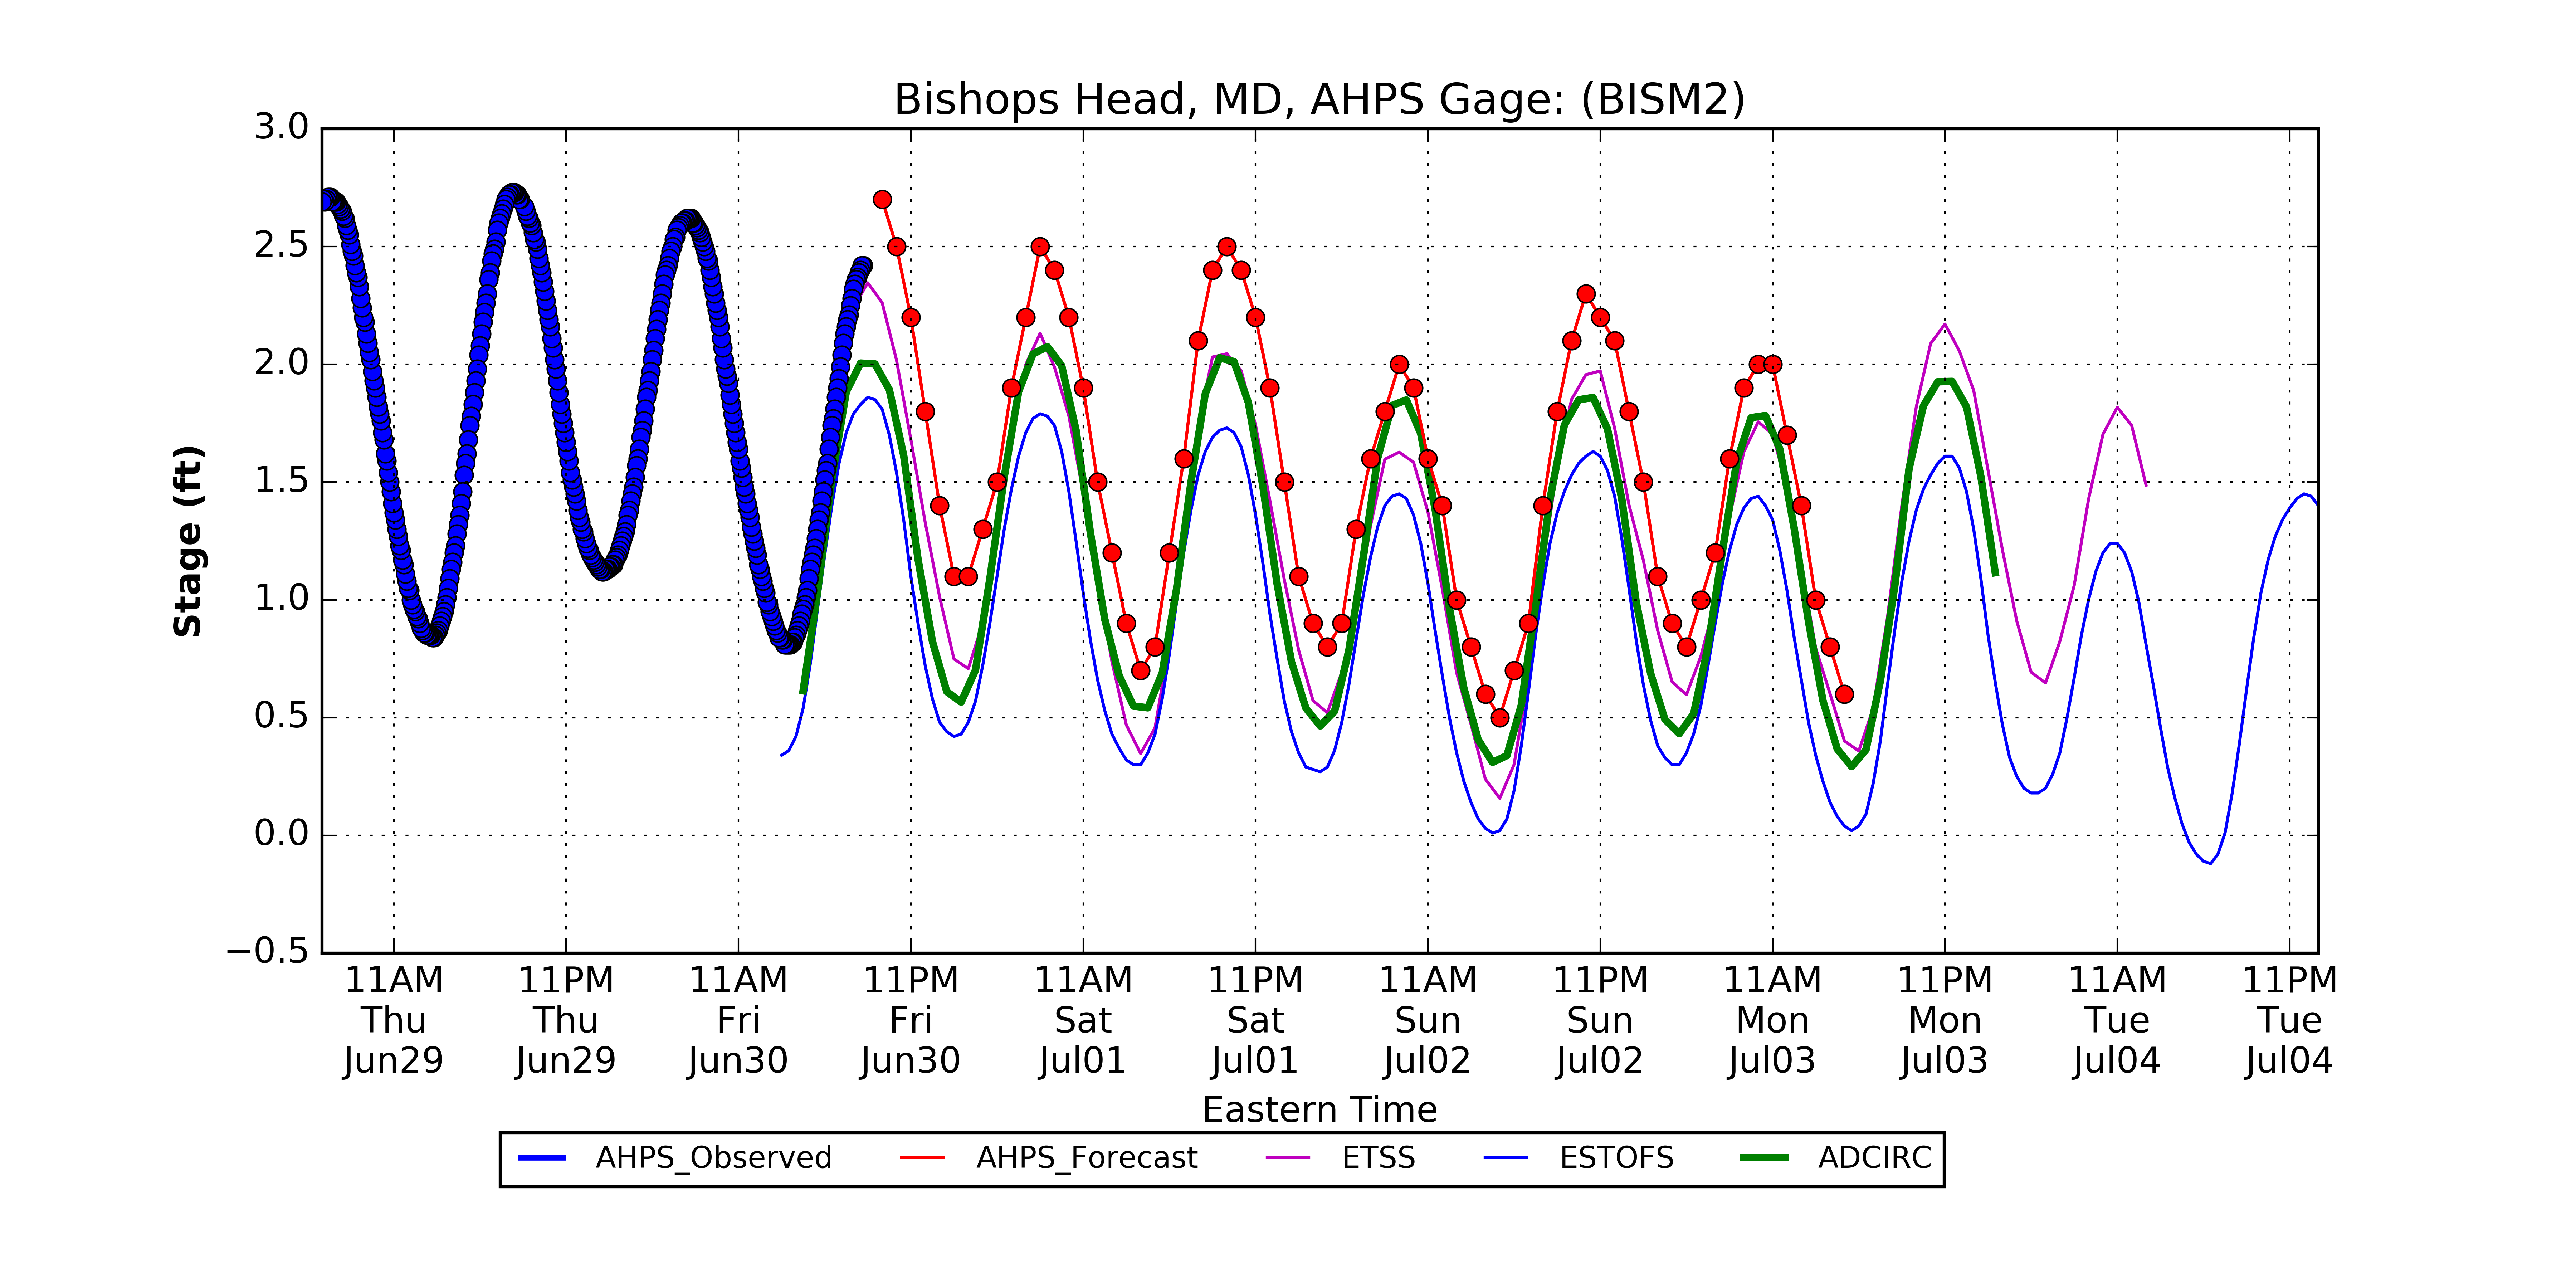 Bishops Head, MD, AHPS Gage: (BISM2)
3.0
2.5
2.0
1.5
1.0
0.5
0.0
−0.5
Stage (ft)
11AM 11PM 11AM 11PM 11AM 11PM 11AM 11PM 11AM 11PM 11AM 11PM
Thu Thu Fri Fri Sat Sat Sun Sun Mon Mon Tue Tue
Jun29 Jun29 Jun30 Jun30 Jul01 Jul01 Jul02 Jul02 Jul03 Jul03 Jul04 Jul04
Eastern Time
AHPS_Observed AHPS_Forecast ETSS ESTOFS ADCIRC